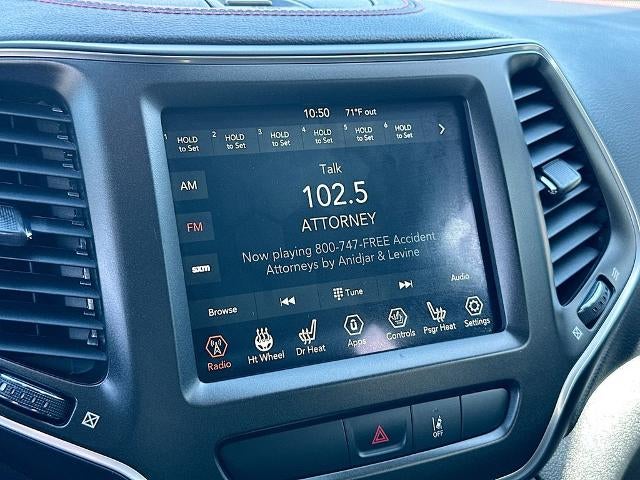 10:50 71°F out
1 HOLD to Set 2 HOLD to Set 3 HOLD to Set 4 HOLD to Set 5 HOLD to Set 6 HOLD to Set
Talk
AM
102.5
FM
ATTORNEY
Now playing 800-747-FREE Accident
Attorneys by Anidjar & Levine
sxm
Browse Tune Audio
Radio Ht Wheel Dr Heat Apps Controls Psgr Heat Settings
OFF